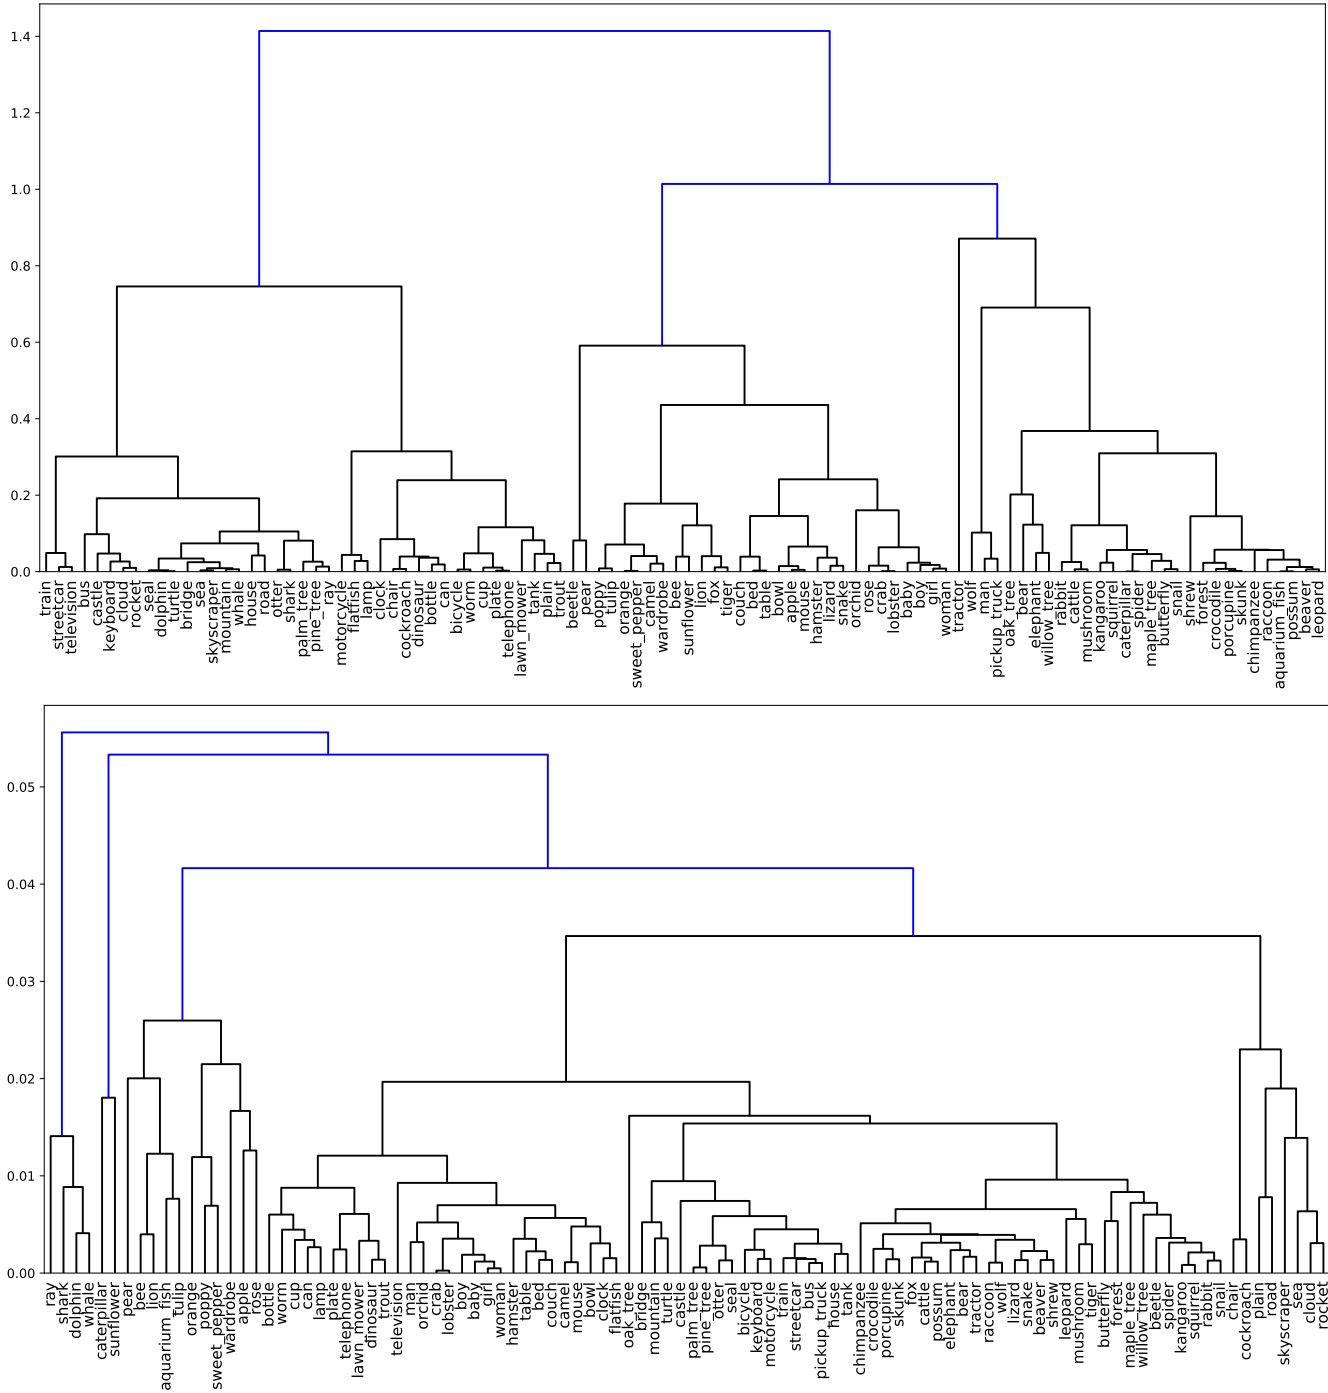 1.4
1.2
1.0
0.8
0.6
0.4
0.2
0.0
train
streetcar
television
bus
castle
keyboard
cloud
rocket
seal
dolphin
turtle
bridge
sea
skyscraper
mountain
whale
house
road
otter
shark
palm_tree
pine_tree
ray
motorcycle
flatfish
lamp
clock
chair
cockroach
dinosaur
bottle
can
bicycle
worm
cup
plate
telephone
lawn_mower
tank
plain
trout
beetle
pear
poppy
tulip
orange
sweet_pepper
camel
wardrobe
bee
sunflower
lion
fox
tiger
couch
bed
table
bowl
apple
mouse
hamster
lizard
snake
orchid
rose
crab
lobster
baby
boy
girl
woman
tractor
wolf
man
pickup_truck
oak_tree
bear
elephant
willow_tree
rabbit
cattle
mushroom
kangaroo
squirrel
caterpillar
spider
maple_tree
butterfly
snail
shrew
forest
crocodile
porcupine
skunk
chimpanzee
raccoon
aquarium_fish
possum
beaver
leopard
0.05
0.04
0.03
0.02
0.01
0.00
ray
shark
dolphin
whale
caterpillar
sunflower
pear
bee
lion
aquarium_fish
tulip
orange
poppy
sweet_pepper
wardrobe
apple
rose
bottle
worm
cup
can
lamp
plate
telephone
lawn_mower
dinosaur
trout
television
man
orchid
crab
lobster
boy
baby
girl
woman
hamster
table
bed
couch
camel
mouse
bowl
clock
flatfish
oak_tree
bridge
mountain
turtle
castle
palm_tree
pine_tree
otter
seal
bicycle
keyboard
motorcycle
train
streetcar
bus
pickup_truck
house
tank
chimpanzee
crocodile
porcupine
skink
fox
cattle
possum
elephant
bear
tractor
raccoon
wolf
lizard
snake
beaver
shrew
leopard
mushroom
tiger
butterfly
forest
maple_tree
willow_tree
beetle
spider
kangaroo
squirrel
rabbit
snail
chair
cockroach
plain
road
skyscraper
sea
cloud
rocket